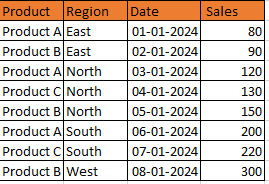 Product Region Date Sales
Product A East 01-01-2024 80
Product B East 02-01-2024 90
Product A North 03-01-2024 120
Product C North 04-01-2024 130
Product B North 05-01-2024 150
Product A South 06-01-2024 200
Product C South 07-01-2024 220
Product B West 08-01-2024 300